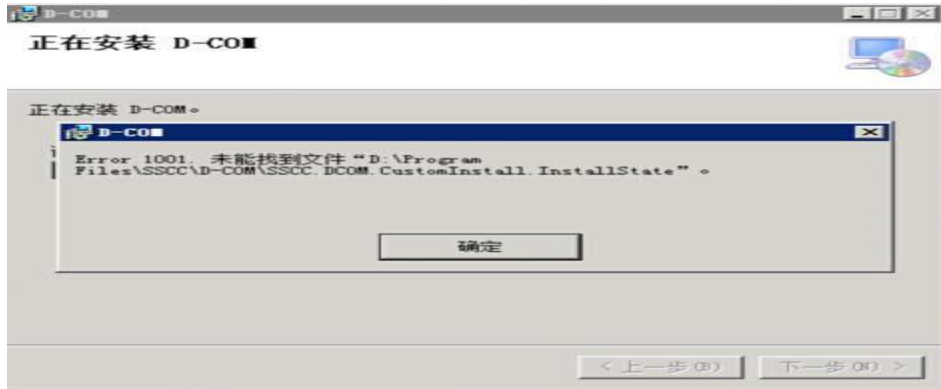 D-COM
正在安装 D-COM
正在安装 D-COM。
D-COM
Error 1001. 未能找到文件“D:\Program
Files\SSCC\D-COM\SSCC.DCOM.CustomInstall.InstallState”。
确定
< 上一步(B)
下一步(N) >